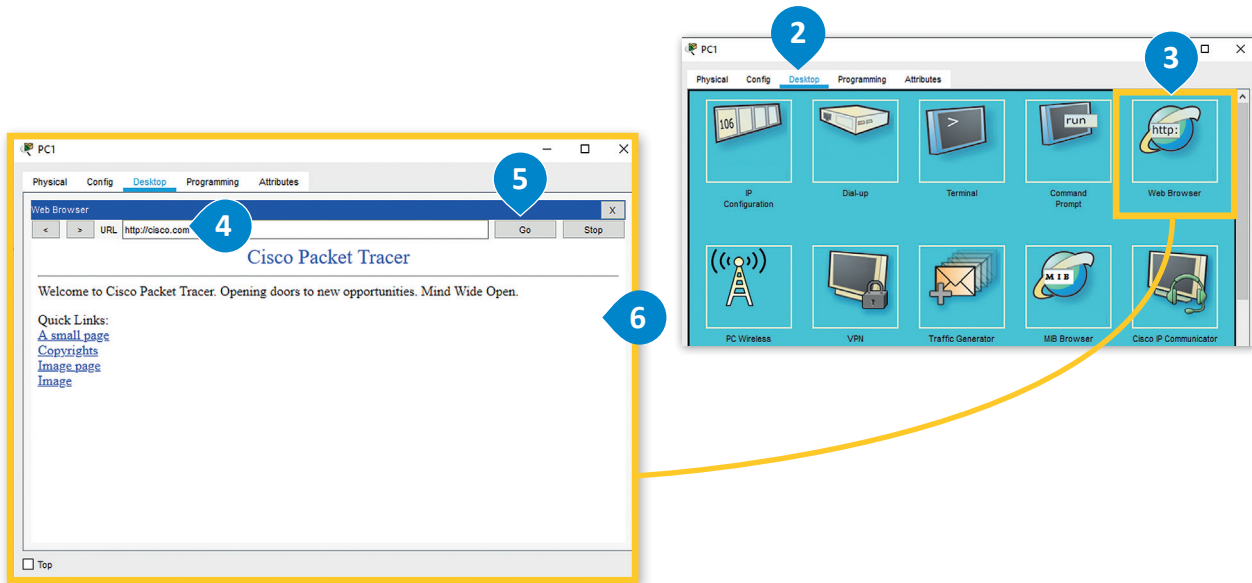 2
PC1
3
Physical Config Desktop Programming Attributes
106
>
run
http:
IP Configuration
Dial-up
Terminal
Command Prompt
Web Browser
MIB
PC Wireless
VPN
Traffic Generator
MIB Browser
Cisco IP Communicator
PC1
Physical Config Desktop Programming Attributes
5
Web Browser
X
4
< > URL http://cisco.com Go Stop
Cisco Packet Tracer
Welcome to Cisco Packet Tracer. Opening doors to new opportunities. Mind Wide Open.
6
Quick Links:
A small page
Copyrights
Image page
Image
Top